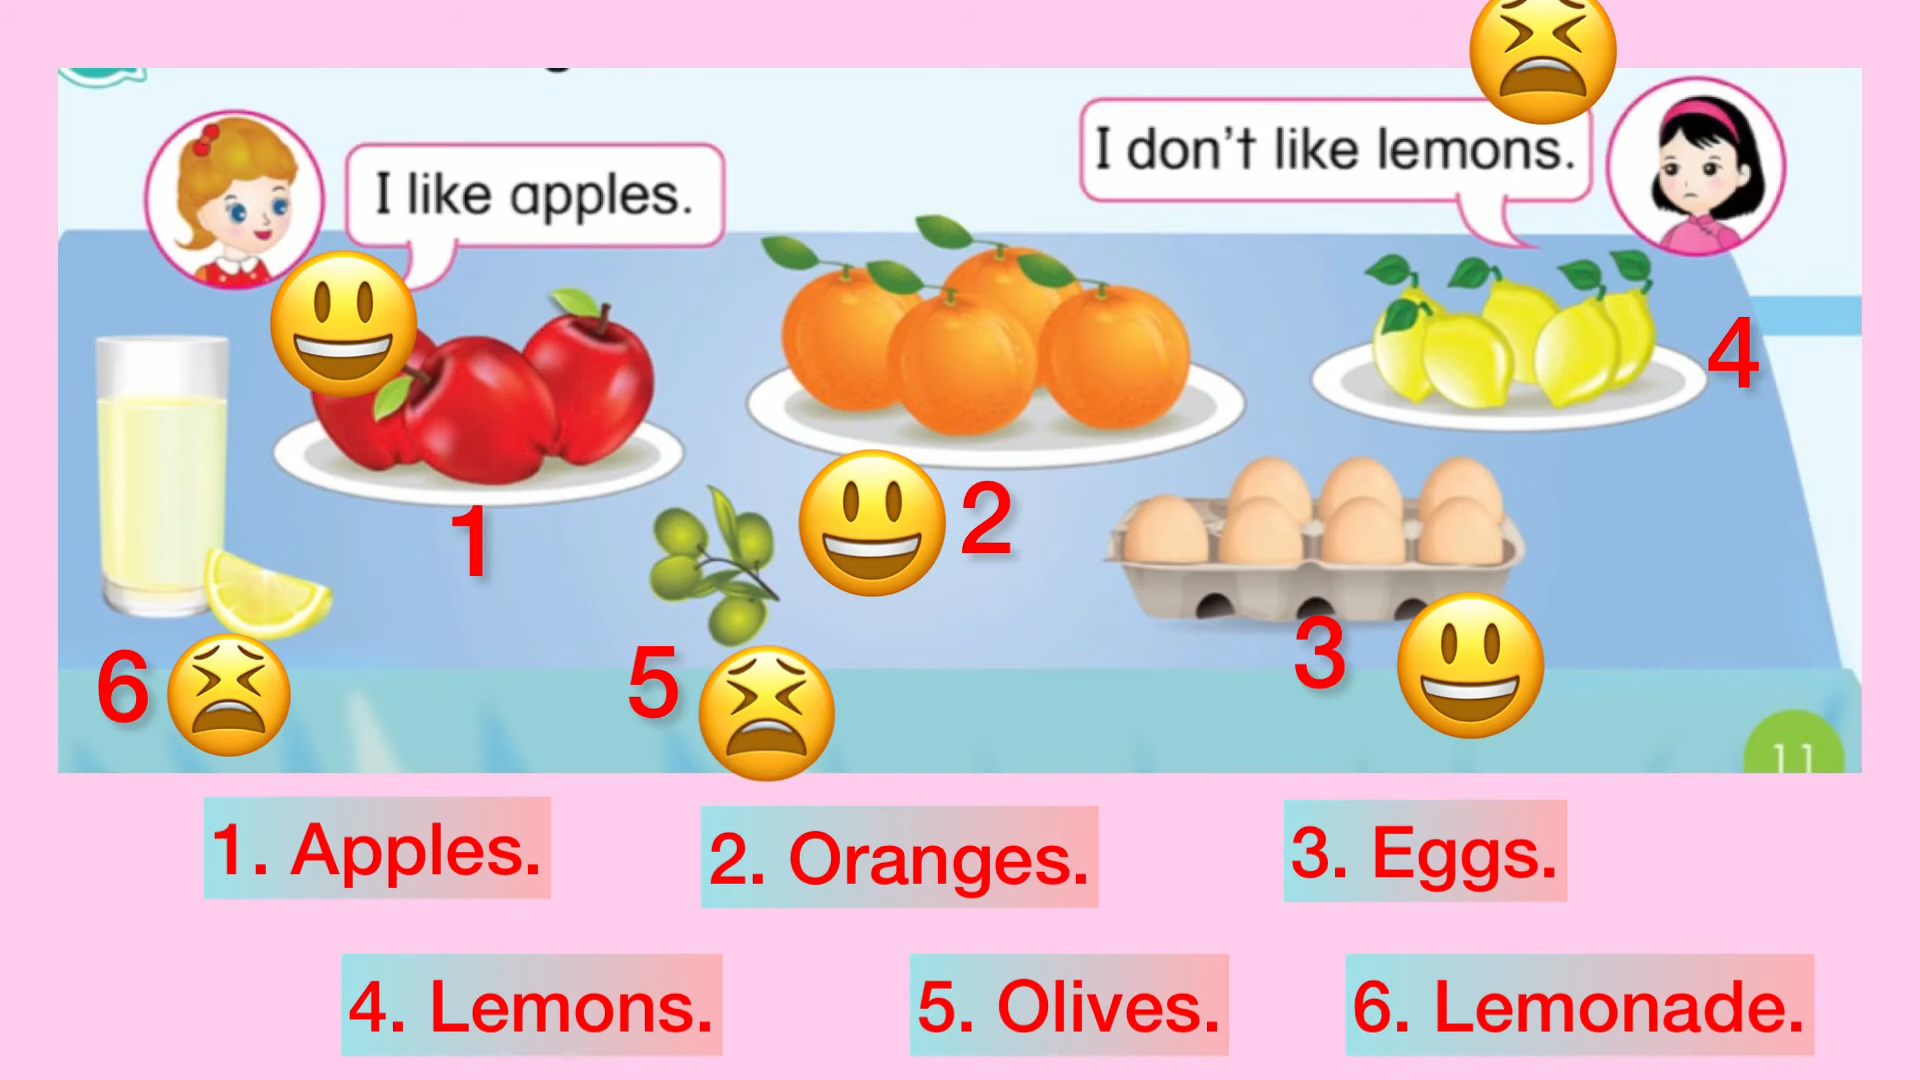 I don't like lemons.
I like apples.
4
1
2
3
5
6
11
1. Apples.
2. Oranges.
3. Eggs.
4. Lemons.
5. Olives.
6. Lemonade.